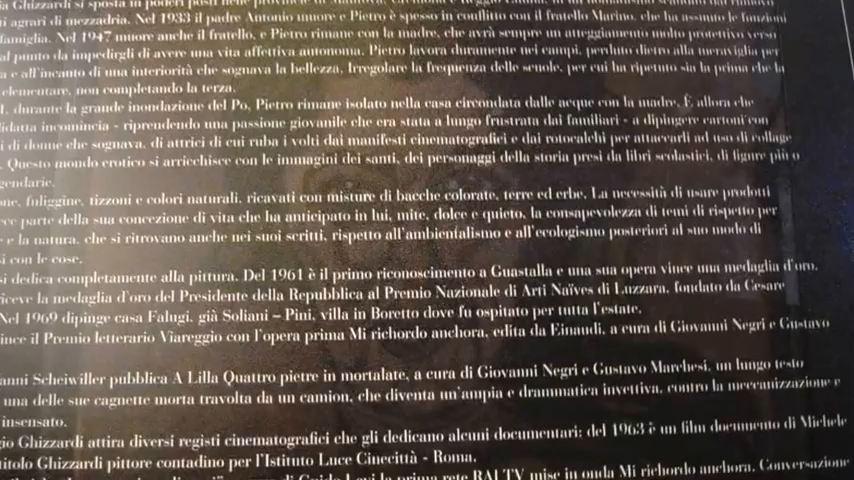 Ghizzardi si sposta in poderi posti nelle province di
agrari di mezzadria. Nel 1933 il padre Antonio muore e Pietro è spesso in conflitto con il fratello Marino, che ha assunto le funzioni
famiglia. Nel 1947 muore anche il fratello, e Pietro rimane con la madre, che avrà sempre un atteggiamento molto protettivo verso
al punto da impedirgli di avere una vita affettiva autonoma. Pietro lavora duramente nei campi, perduto dietro alla meraviglia per
a e all'incanto di una interiorità che sognava la bellezza. Irregolare la frequenza delle scuole, per cui ha ripetuto sia la prima che la
elementare, non completando la terza.
, durante la grande inondazione del Po, Pietro rimane isolato nella casa circondata dalle acque con la madre. È allora che
incomincia - riprendendo una passione giovanile che era stata a lungo frustrata dai familiari - a dipingere cartoni con
i di donne che sognava, di attrici di cui ruba i volti dai manifesti cinematografici e dai rotocalchi per attaccarli ad uso di collage
. Questo mondo erotico si arricchisce con le immagini dei santi, dei personaggi della storia presi da libri scolastici, di figure più o
gendarie.
one, fuliggine, tizzoni e colori naturali, ricavati con misture di bacche colorate, terre ed erbe. La necessità di usare prodotti
ce parte della sua concezione di vita che ha anticipato in lui, mite, dolce e quieto, la consapevolezza di temi di rispetto per
- e la natura, che si ritrovano anche nei suoi scritti, rispetto all'ambientalismo e all'ecologismo posteriori al suo modo di
si con le cose.
si dedica completamente alla pittura. Del 1961 è il primo riconoscimento a Guastalla e una sua opera vince una medaglia d'oro.
iceve la medaglia d'oro del Presidente della Repubblica al Premio Nazionale di Arti Naïves di Luzzara, fondato da Cesare
Nel 1969 dipinge casa Falugi, già Soliani – Pini, villa in Boretto dove fu ospitato per tutta l'estate.
ince il Premio letterario Viareggio con l'opera prima Mi richordo anchora, edita da Einaudi, a cura di Giovanni Negri e Gustavo
anni Scheiwiller pubblica A Lilla Quattro pietre in mortalate, a cura di Giovanni Negri e Gustavo Marchesi, un lungo testo
una delle sue cagnette morta travolta da un camion, che diventa un'ampia e drammatica invettiva, contro la meccanizzazione e
insensato.
gio Ghizzardi attira diversi registi cinematografici che gli dedicano alcuni documentari: del 1963 è un film documento di Michele
titolo Ghizzardi pittore contadino per l'Istituto Luce Cinecittà - Roma.
di Guido Levi la prima rete RAI TV mise in onda Mi richordo anchora. Conversazione